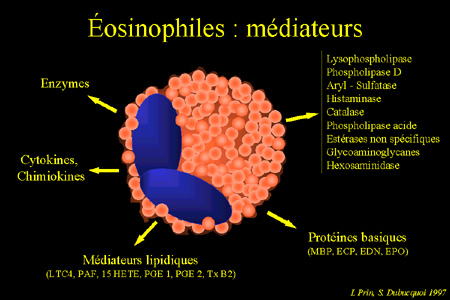 Éosinophiles : médiateurs
Enzymes
Lysophospholipase
Phospholipase D
Aryl - Sulfatase
Histaminase
Catalase
Phospholipase acide
Estérases non spécifiques
Glycoaminoglycanes
Hexosaminidase
Cytokines,
Chimiokines
Protéines basiques
(MBP, ECP, EDN, EPO)
Médiateurs lipidiques
(LTC4, PAF, 15 HETE, PGE 1, PGE 2, Tx B2)
L Prin, S. Dubucquoi 1997